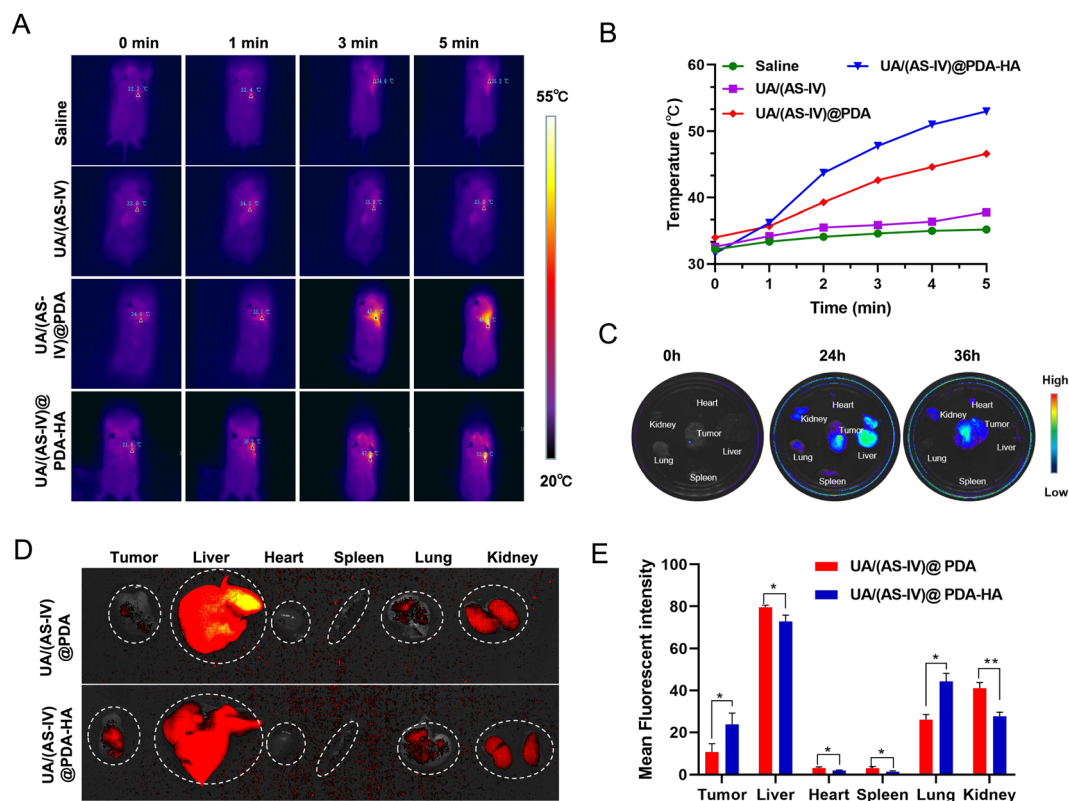 A
0 min 1 min 3 min 5 min
Saline
UA/(AS-IV)
UA/(AS-
IV)@PDA
UA/(AS-IV)@
PDA-HA
55°C
20°C
B
Saline
UA/(AS-IV)
UA/(AS-IV)@PDA
UA/(AS-IV)@PDA-HA
Temperature (°C)
60
50
40
30
0 1 2 3 4 5
Time (min)
C
0h 24h 36h
Heart
Kidney
Tumor
Lung
Liver
Spleen
Heart
Kidney
Tumor
Lung
Liver
Spleen
Heart
Kidney
Tumor
Lung
Liver
Spleen
High
Low
D
Tumor Liver Heart Spleen Lung Kidney
UA/(AS-IV)
@PDA
UA/(AS-IV)
@PDA-HA
E
UA/(AS-IV)@ PDA
UA/(AS-IV)@ PDA-HA
Mean Fluorescent intensity
100
80
60
40
20
0
* * * * * **
Tumor Liver Heart Spleen Lung Kidney